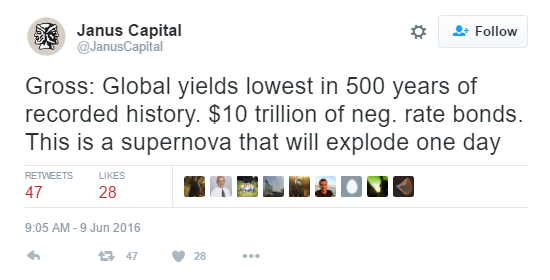 Janus Capital
@JanusCapital
Follow
Gross: Global yields lowest in 500 years of
recorded history. $10 trillion of neg. rate bonds.
This is a supernova that will explode one day
RETWEETS LIKES
47 28
9:05 AM - 9 Jun 2016
47 28